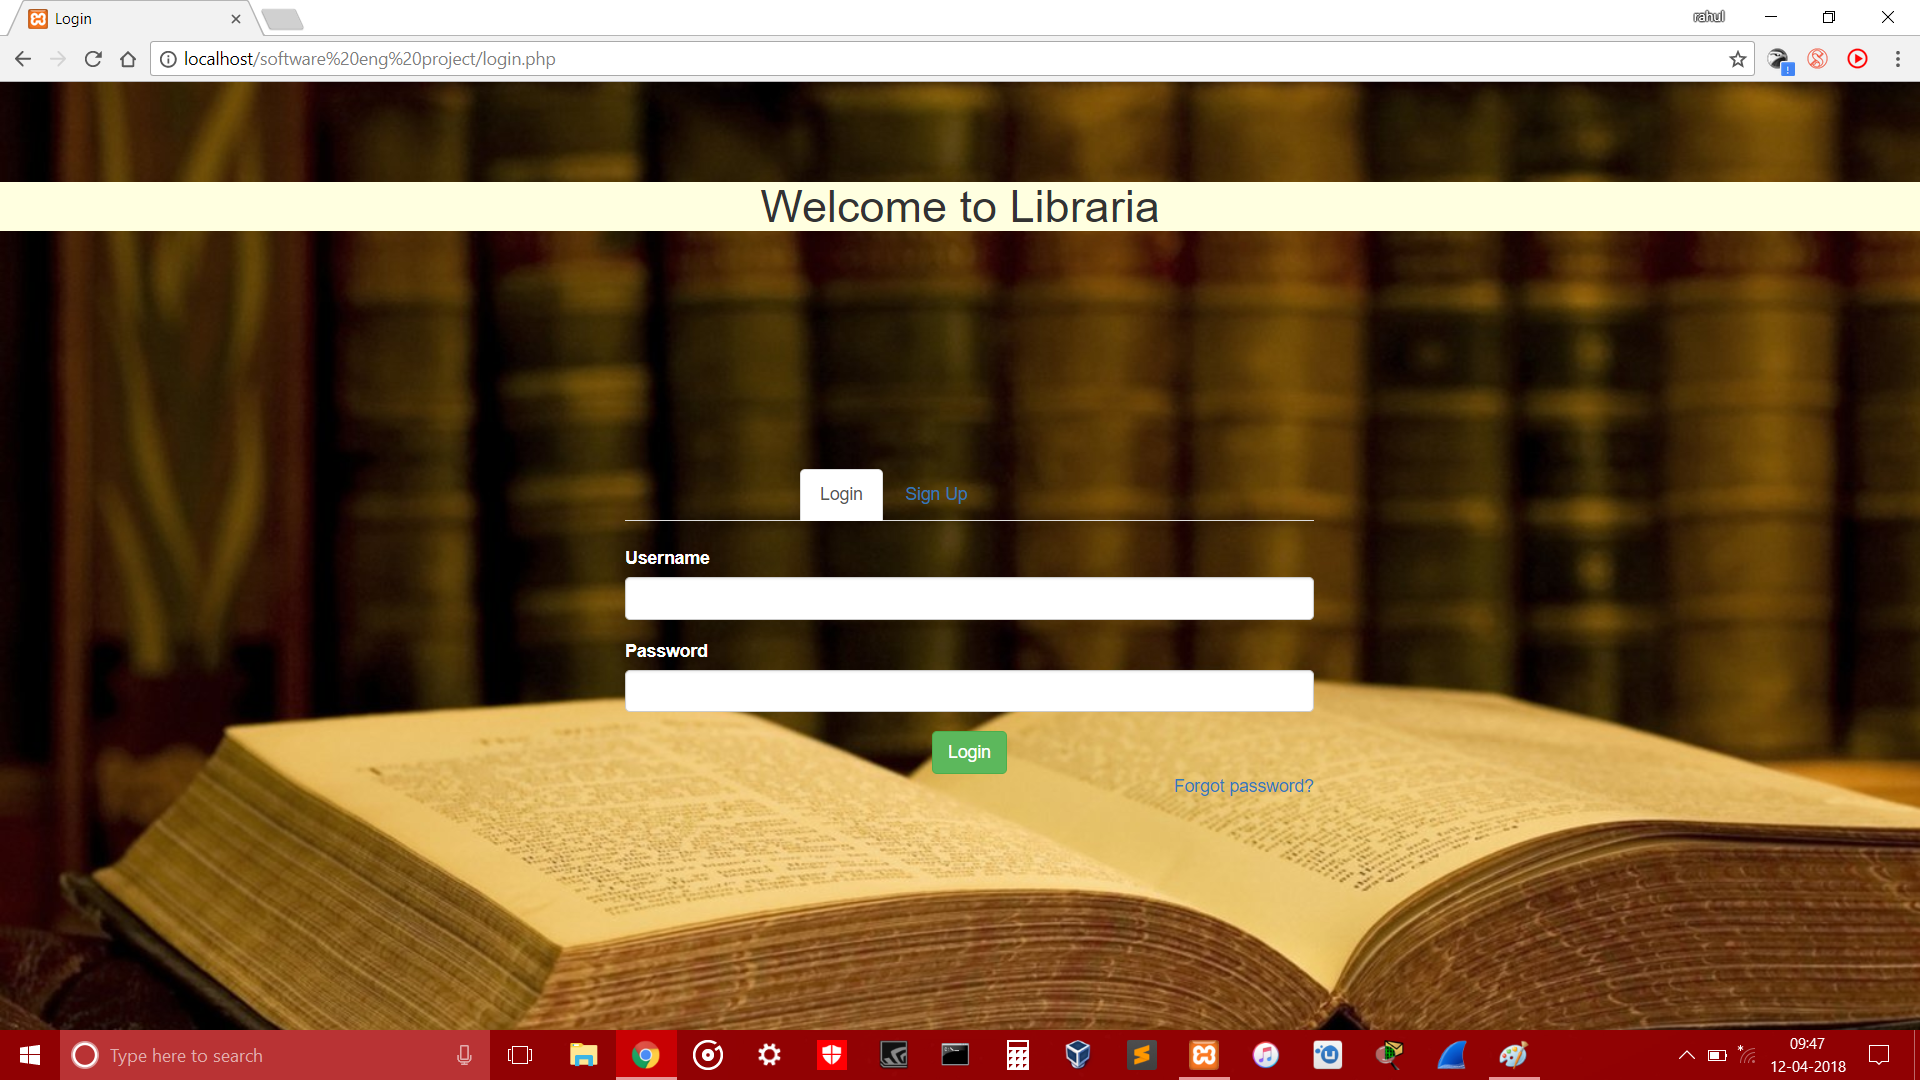 Login
rahul
localhost/software%20eng%20project/login.php
Welcome to Libraria
Login
Sign Up
Username
Password
Login
Forgot password?
Type here to search
09:47
12-04-2018